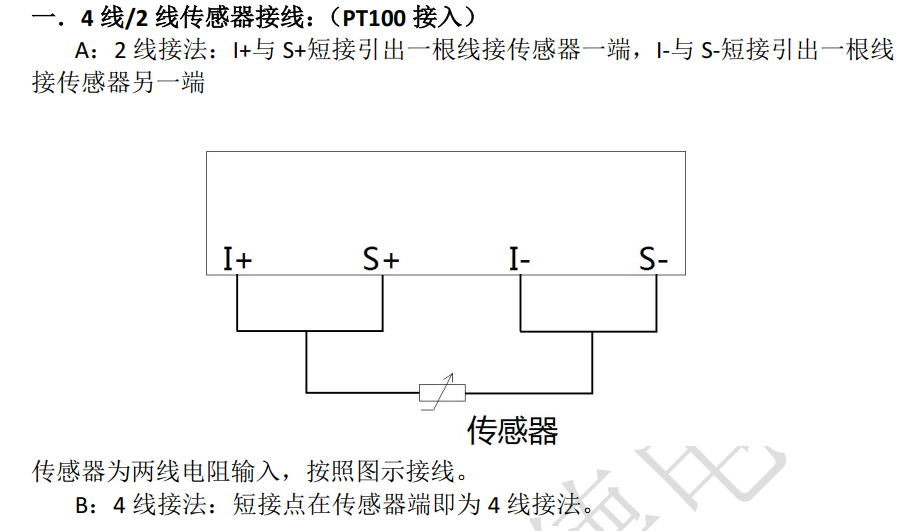 一．4 线/2 线传感器接线：（PT100 接入）
A：2 线接法：I+与 S+短接引出一根线接传感器一端，I-与 S-短接引出一根线
接传感器另一端
I+ S+ I- S-
传感器
传感器为两线电阻输入，按照图示接线。
B：4 线接法：短接点在传感器端即为 4 线接法。